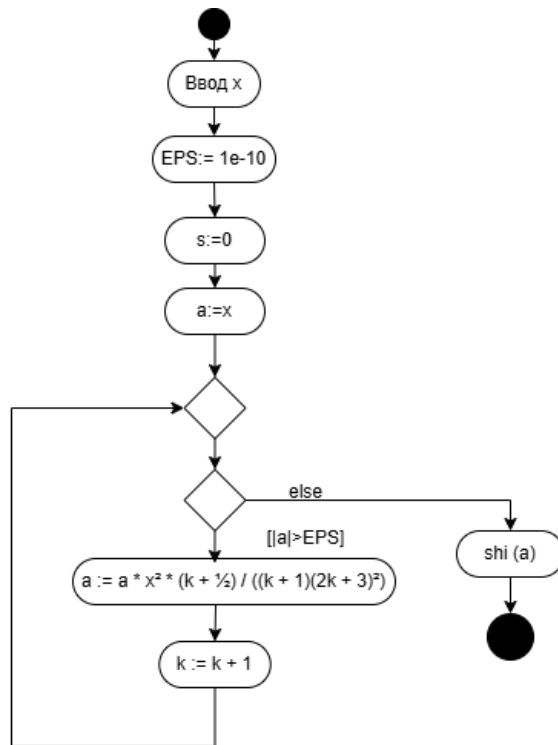 Ввод x
EPS:= 1e-10
s:=0
a:=x
else
[|a|>EPS]
a := a * x² * (k + ½) / ((k + 1)(2k + 3)²)
shi (a)
k := k + 1